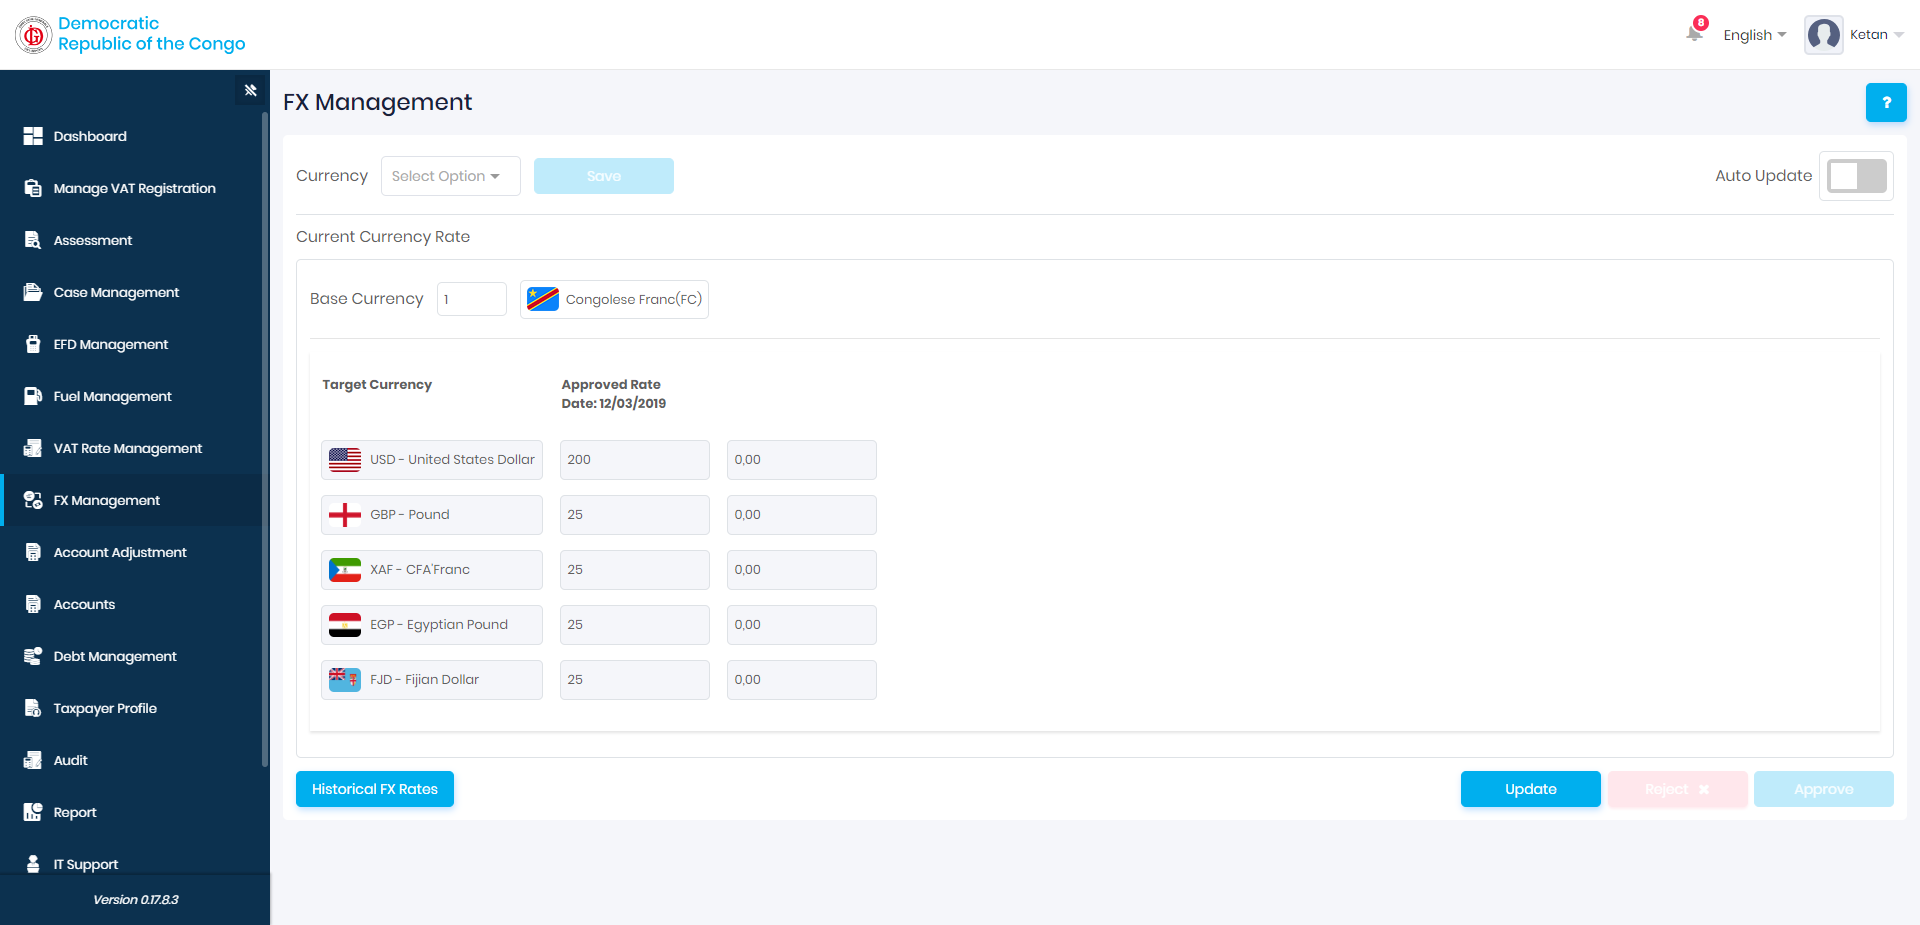 Democratic
Republic of the Congo
8
English
Ketan
Dashboard
Manage VAT Registration
Assessment
Case Management
EFD Management
Fuel Management
VAT Rate Management
FX Management
Account Adjustment
Accounts
Debt Management
Taxpayer Profile
Audit
Report
IT Support
Version 0.17.8.3
FX Management
?
Currency
Select Option
Save
Auto Update
Current Currency Rate
Base Currency
1
Congolese Franc(FC)
Target Currency
Approved Rate
Date: 12/03/2019
USD - United States Dollar
200
0,00
GBP - Pound
25
0,00
XAF - CFA'Franc
25
0,00
EGP - Egyptian Pound
25
0,00
FJD - Fijian Dollar
25
0,00
Historical FX Rates
Update
Reject ✖
Approve